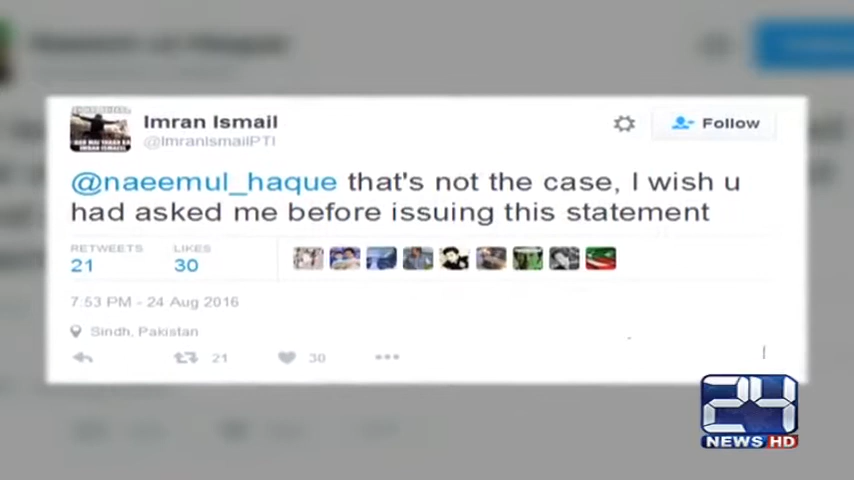 Imran Ismail
@ImranIsmailPTI
Follow
@naeemul_haque that's not the case, I wish u
had asked me before issuing this statement
RETWEETS LIKES
21 30
7:53 PM - 24 Aug 2016
Sindh, Pakistan
21 30
24
NEWS HD